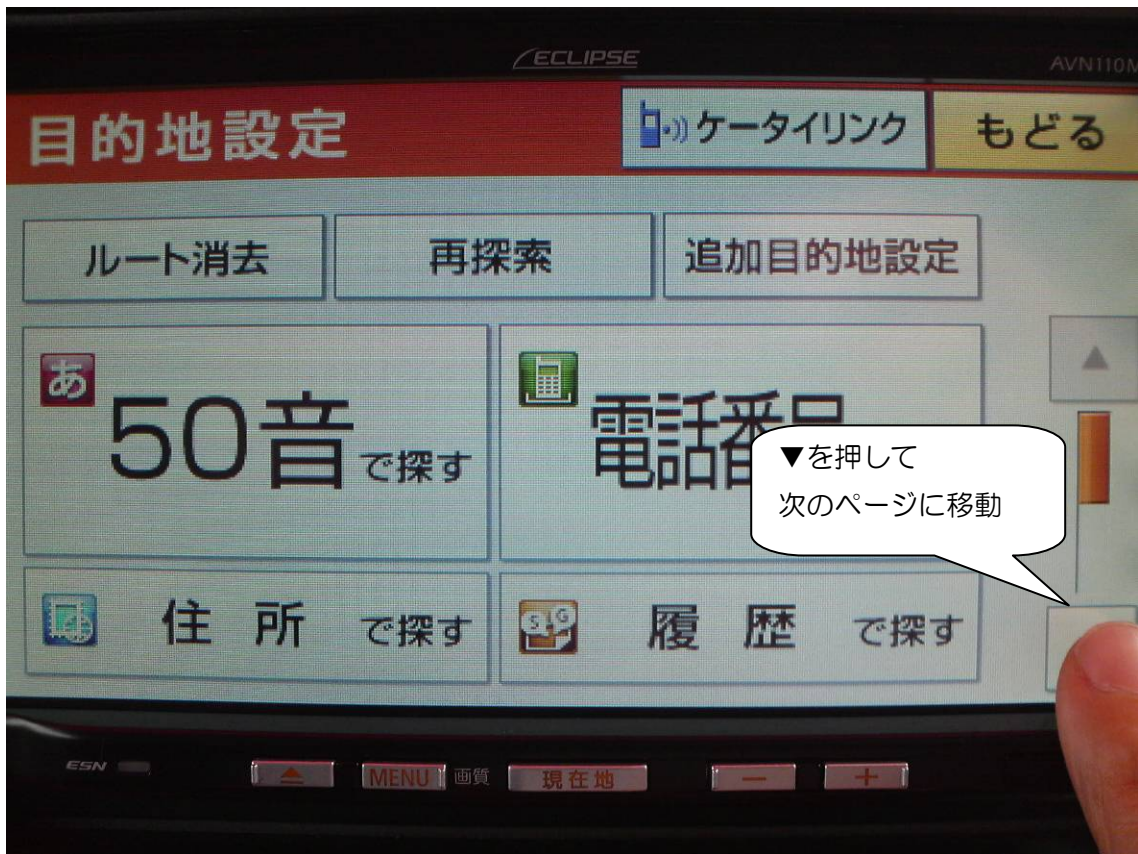 ECLIPSE
AVN110M
目的地設定
ケータイリンク
もどる
ルート消去
再探索
追加目的地設定
あ
50音で探す
電話番号
▼を押して
次のページに移動
住所 で探す
S G
履歴 で探す
ESN
MENU 画質
現在地